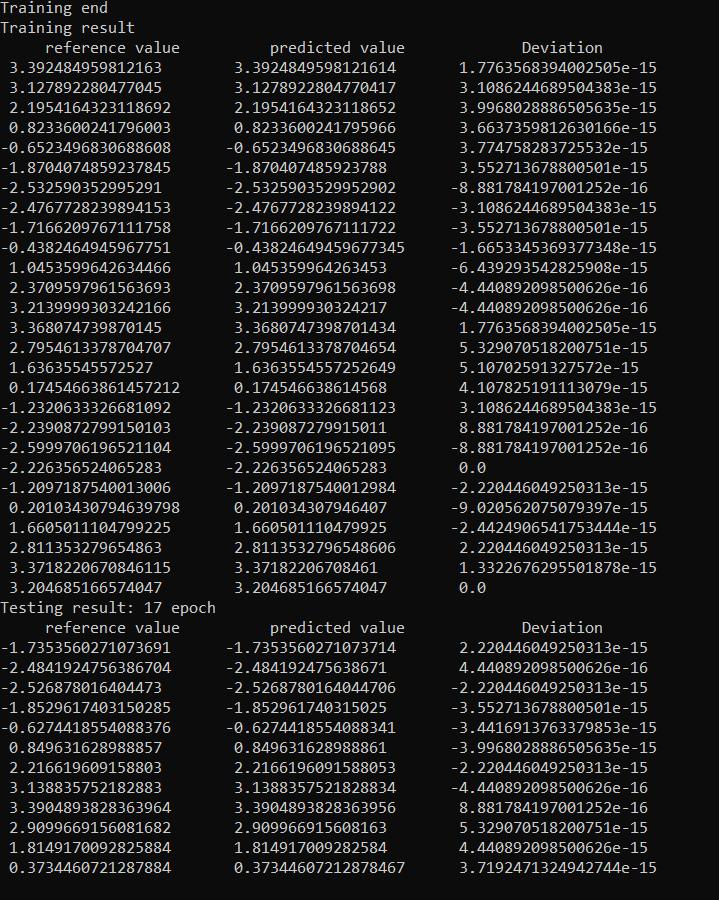 Training end
Training result
reference value predicted value Deviation
3.392484959812163 3.3924849598121614 1.7763568394002505e-15
3.127892280477045 3.1278922804770417 3.1086244689504383e-15
2.1954164323118692 2.1954164323118652 3.9968028886505635e-15
0.8233600241796003 0.8233600241795966 3.6637359812630166e-15
-0.6523496830688608 -0.6523496830688645 3.774758283725532e-15
-1.8704074859237845 -1.870407485923788 3.552713678800501e-15
-2.532590352995291 -2.5325903529952902 -8.881784197001252e-16
-2.4767728239894153 -2.4767728239894122 -3.1086244689504383e-15
-1.7166209767111758 -1.7166209767111722 -3.552713678800501e-15
-0.4382464945967751 -0.43824649459677345 -1.6653345369377348e-15
1.0453599642634466 1.045359964263453 -6.439293542825908e-15
2.3709597961563693 2.3709597961563698 -4.440892098500626e-16
3.2139999303242166 3.213999930324217 -4.440892098500626e-16
3.368074739870145 3.3680747398701434 1.7763568394002505e-15
2.7954613378704707 2.7954613378704654 5.329070518200751e-15
1.63635545572527 1.6363554557252649 5.10702591327572e-15
0.17454663861457212 0.174546638614568 4.107825191113079e-15
-1.2320633326681092 -1.2320633326681123 3.1086244689504383e-15
-2.2390872799150103 -2.239087279915011 8.881784197001252e-16
-2.5999706196521104 -2.5999706196521095 -8.881784197001252e-16
-2.226356524065283 -2.226356524065283 0.0
-1.2097187540013006 -1.2097187540012984 -2.220446049250313e-15
0.20103430794639798 0.201034307946407 -9.020562075079397e-15
1.6605011104799225 1.660501110479925 -2.4424906541753444e-15
2.811353279654863 2.8113532796548606 2.220446049250313e-15
3.3718220670846115 3.37182206708461 1.3322676295501878e-15
3.204685166574047 3.204685166574047 0.0
Testing result: 17 epoch
reference value predicted value Deviation
-1.7353560271073691 -1.7353560271073714 2.220446049250313e-15
-2.4841924756386704 -2.484192475638671 4.440892098500626e-16
-2.526878016404473 -2.5268780164044706 -2.220446049250313e-15
-1.8529617403150285 -1.852961740315025 -3.552713678800501e-15
-0.6274418554088376 -0.6274418554088341 -3.4416913763379853e-15
0.849631628988857 0.849631628988861 -3.9968028886505635e-15
2.216619609158803 2.2166196091588053 -2.220446049250313e-15
3.138835752182883 3.1388357521828834 -4.440892098500626e-16
3.3904893828363964 3.3904893828363956 8.881784197001252e-16
2.9099669156081682 2.909966915608163 5.329070518200751e-15
1.8149170092825884 1.814917009282584 4.440892098500626e-15
0.3734460721287884 0.37344607212878467 3.7192471324942744e-15